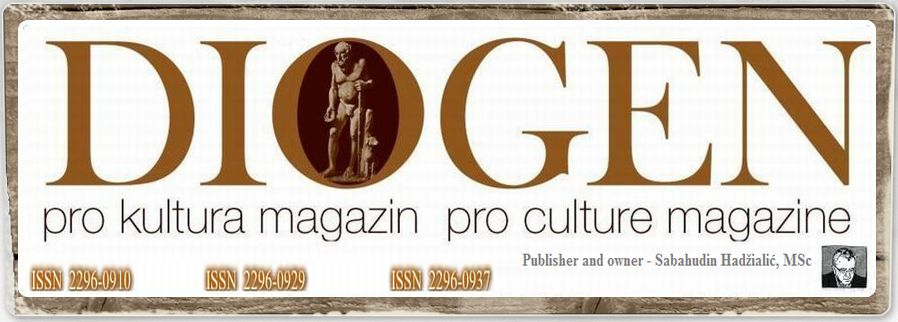 DIOGEN
pro kultura magazin pro culture magazine
Publisher and owner - Sabahudin Hadžialić, MSc
ISSN 2296-0910 ISSN 2296-0929 ISSN 2296-0937